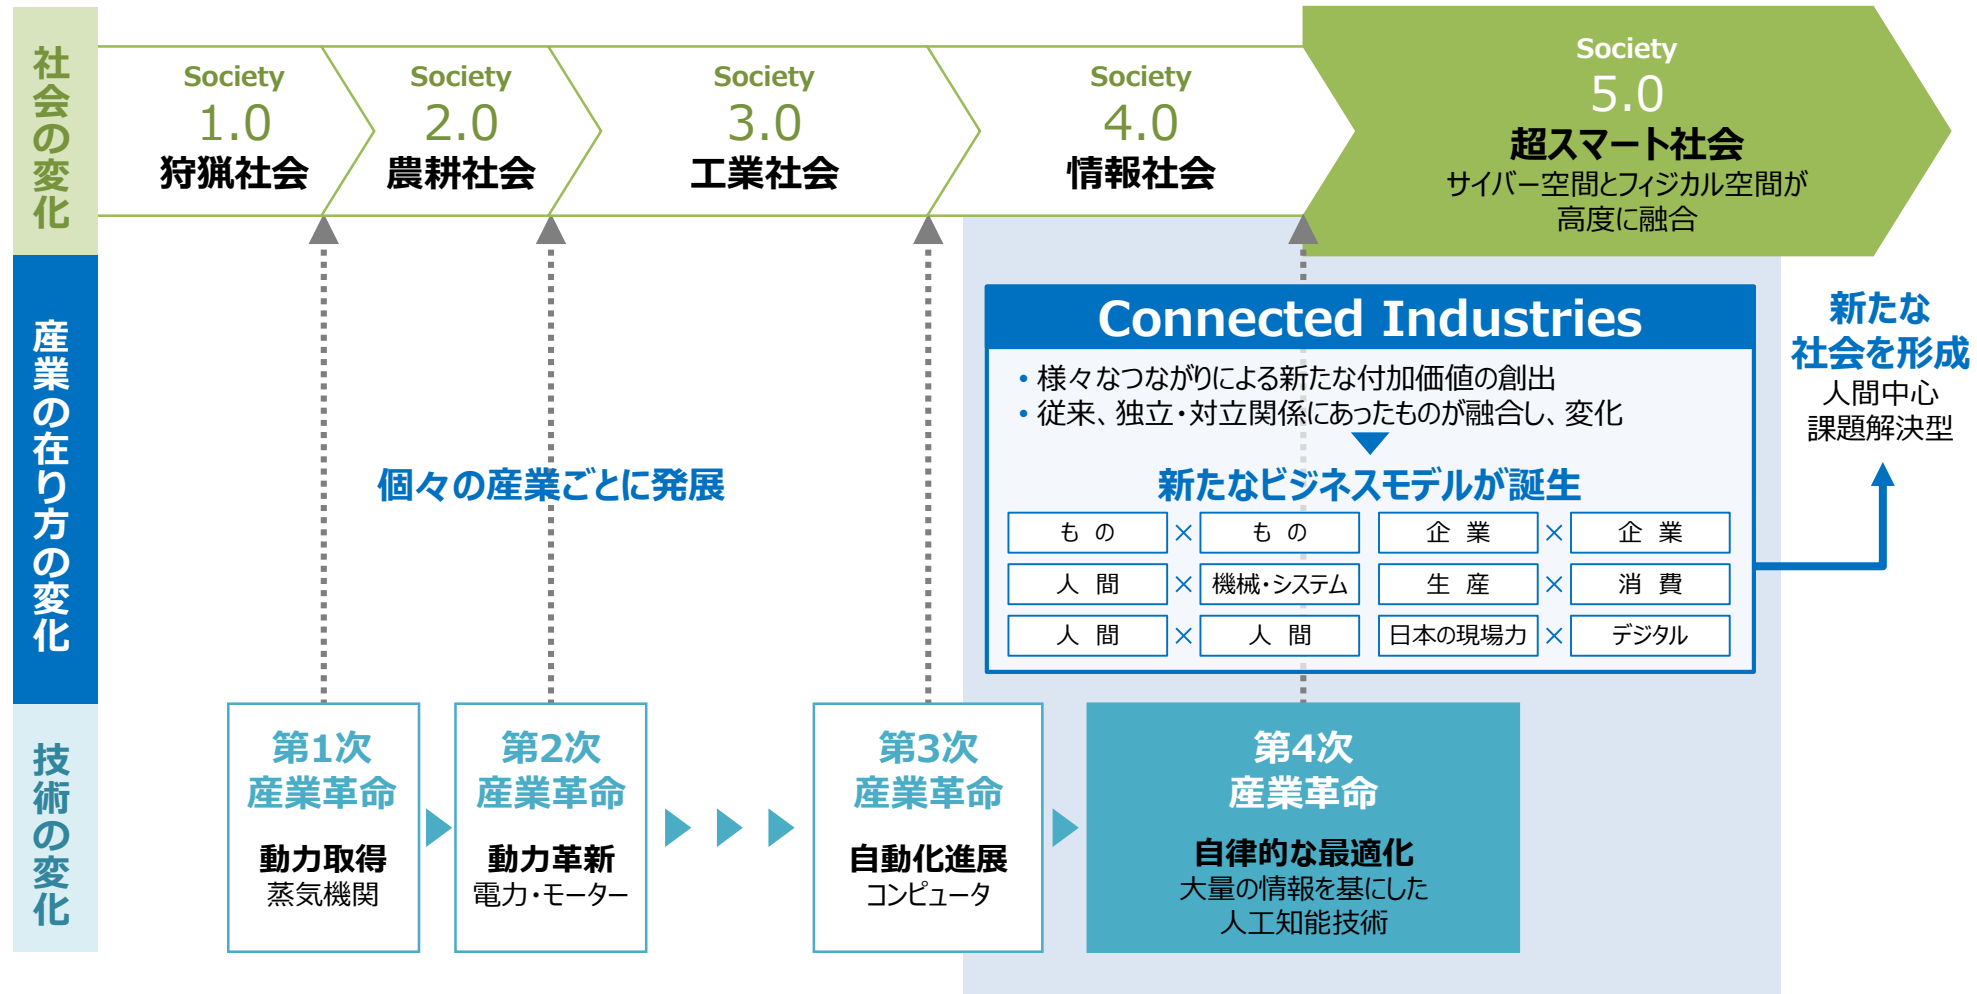 社会の変化
Society
1.0
狩猟社会
Society
2.0
農耕社会
Society
3.0
工業社会
Society
4.0
情報社会
Society
5.0
超スマート社会
サイバー空間とフィジカル空間が
高度に融合
産業の在り方の変化
個々の産業ごとに発展
Connected Industries
• 様々なつながりによる新たな付加価値の創出
• 従来、独立・対立関係にあったものが融合し、変化
新たなビジネスモデルが誕生
もの × もの
企業 ×企業
人間 × 機械・システム
生産 × 消費
人間 × 人間
日本の現場力 × デジタル
新たな
社会を形成
人間中心
課題解決型
技術の変化
第1次
産業革命
動力取得
蒸気機関
第2次
産業革命
動力革新
電力・モーター
第3次
産業革命
自動化進展
コンピュータ
第4次
産業革命
自律的な最適化
大量の情報を基にした
人工知能技術